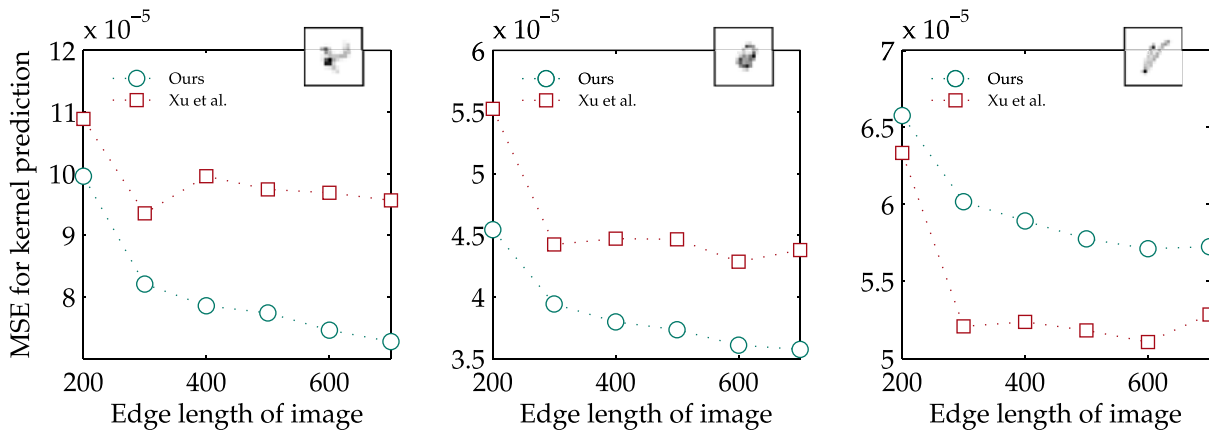 x 10⁻⁵
12
11
10
9
8
200 400 600
Edge length of image
MSE for kernel prediction
Ours
Xu et al.
x 10⁻⁵
6
5.5
5
4.5
4
3.5
200 400 600
Edge length of image
Ours
Xu et al.
x 10⁻⁵
7
6.5
6
5.5
5
200 400 600
Edge length of image
Ours
Xu et al.